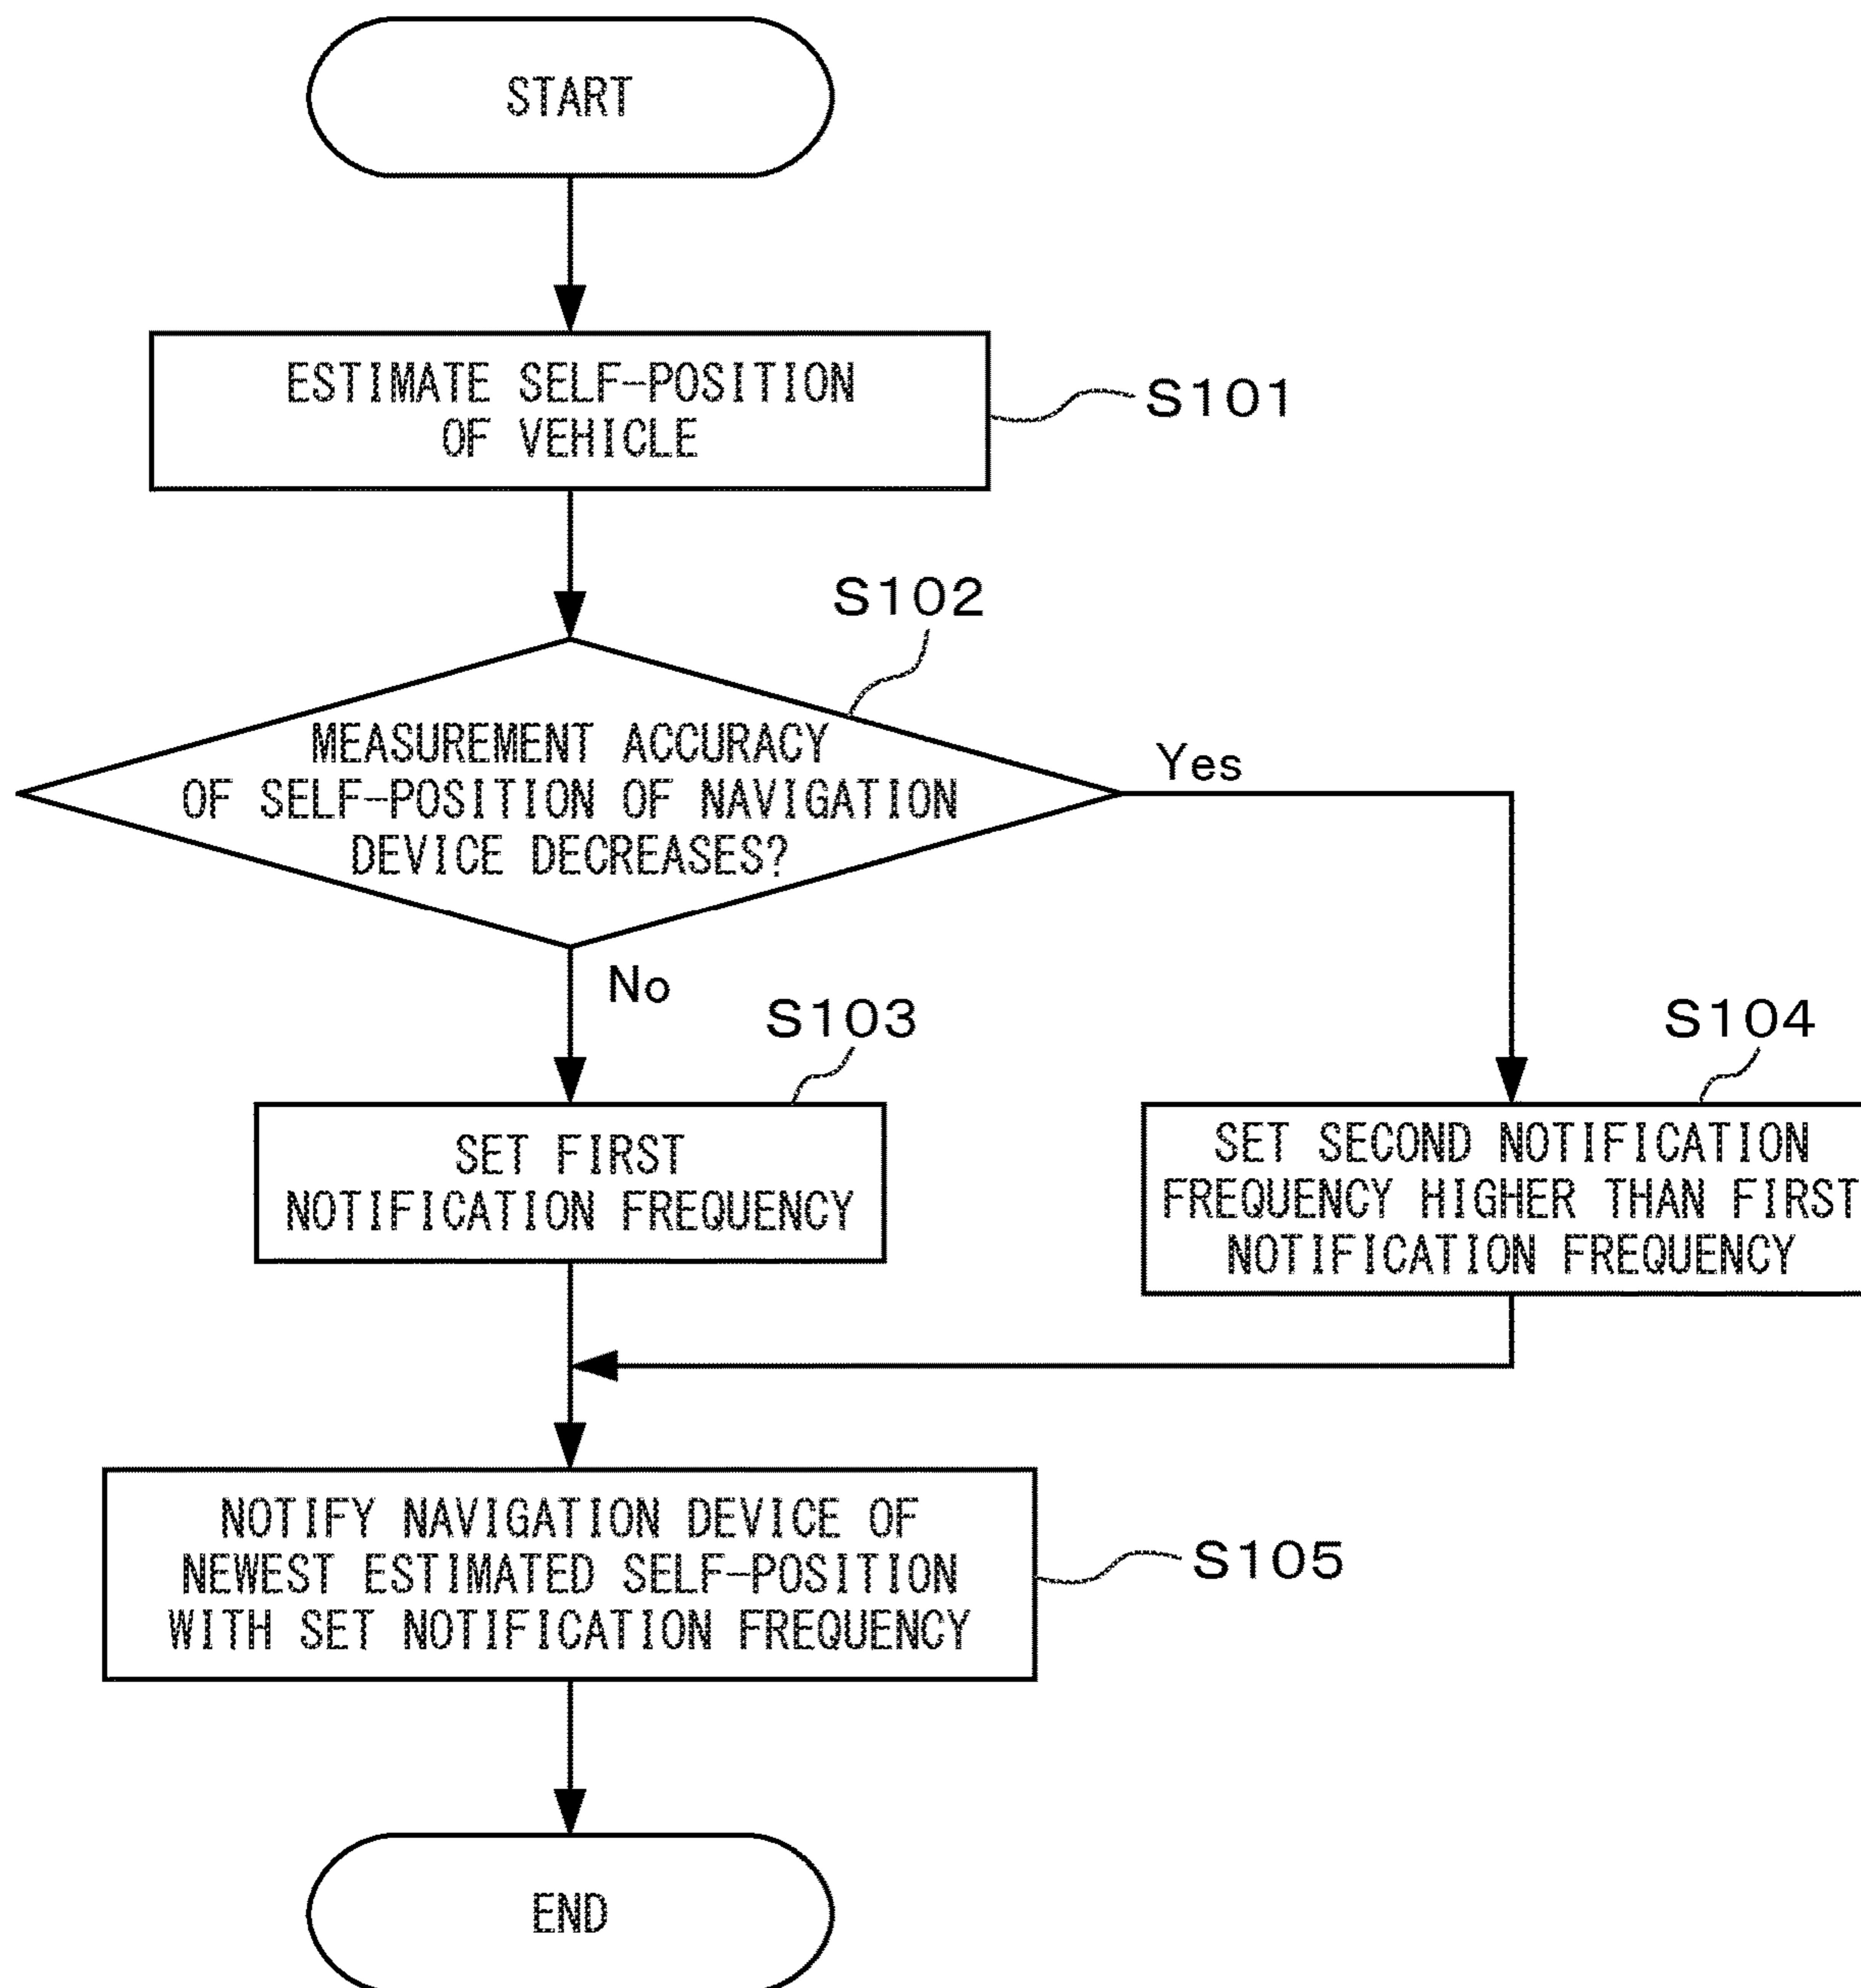 START
ESTIMATE SELF-POSITION
OF VEHICLE
S101
S102
MEASUREMENT ACCURACY
OF SELF-POSITION OF NAVIGATION
DEVICE DECREASES?
Yes
No
S103
SET FIRST
NOTIFICATION FREQUENCY
S104
SET SECOND NOTIFICATION
FREQUENCY HIGHER THAN FIRST
NOTIFICATION FREQUENCY
NOTIFY NAVIGATION DEVICE OF
NEWEST ESTIMATED SELF-POSITION
WITH SET NOTIFICATION FREQUENCY
S105
END